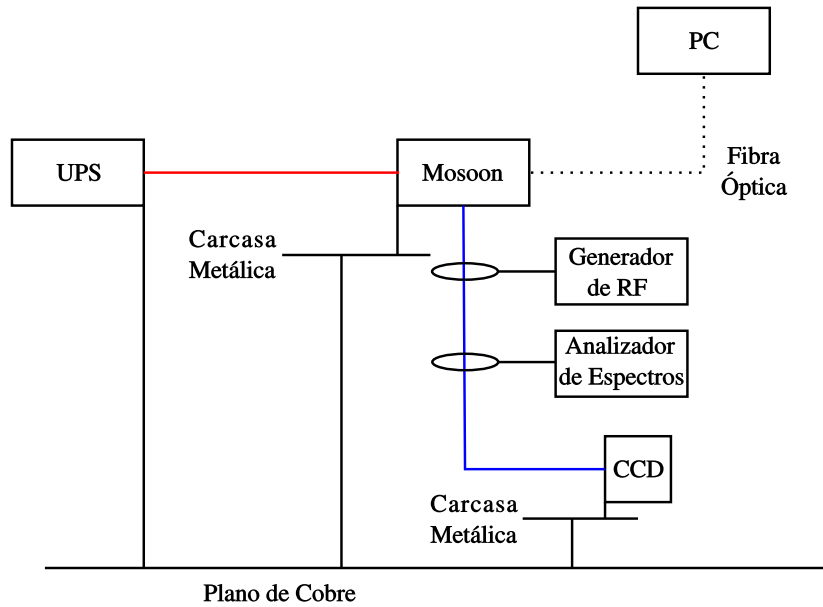 PC
UPS
Mosoon
Fibra
Óptica
Carcasa
Metálica
Generador
de RF
Analizador
de Espectros
CCD
Carcasa
Metálica
Plano de Cobre